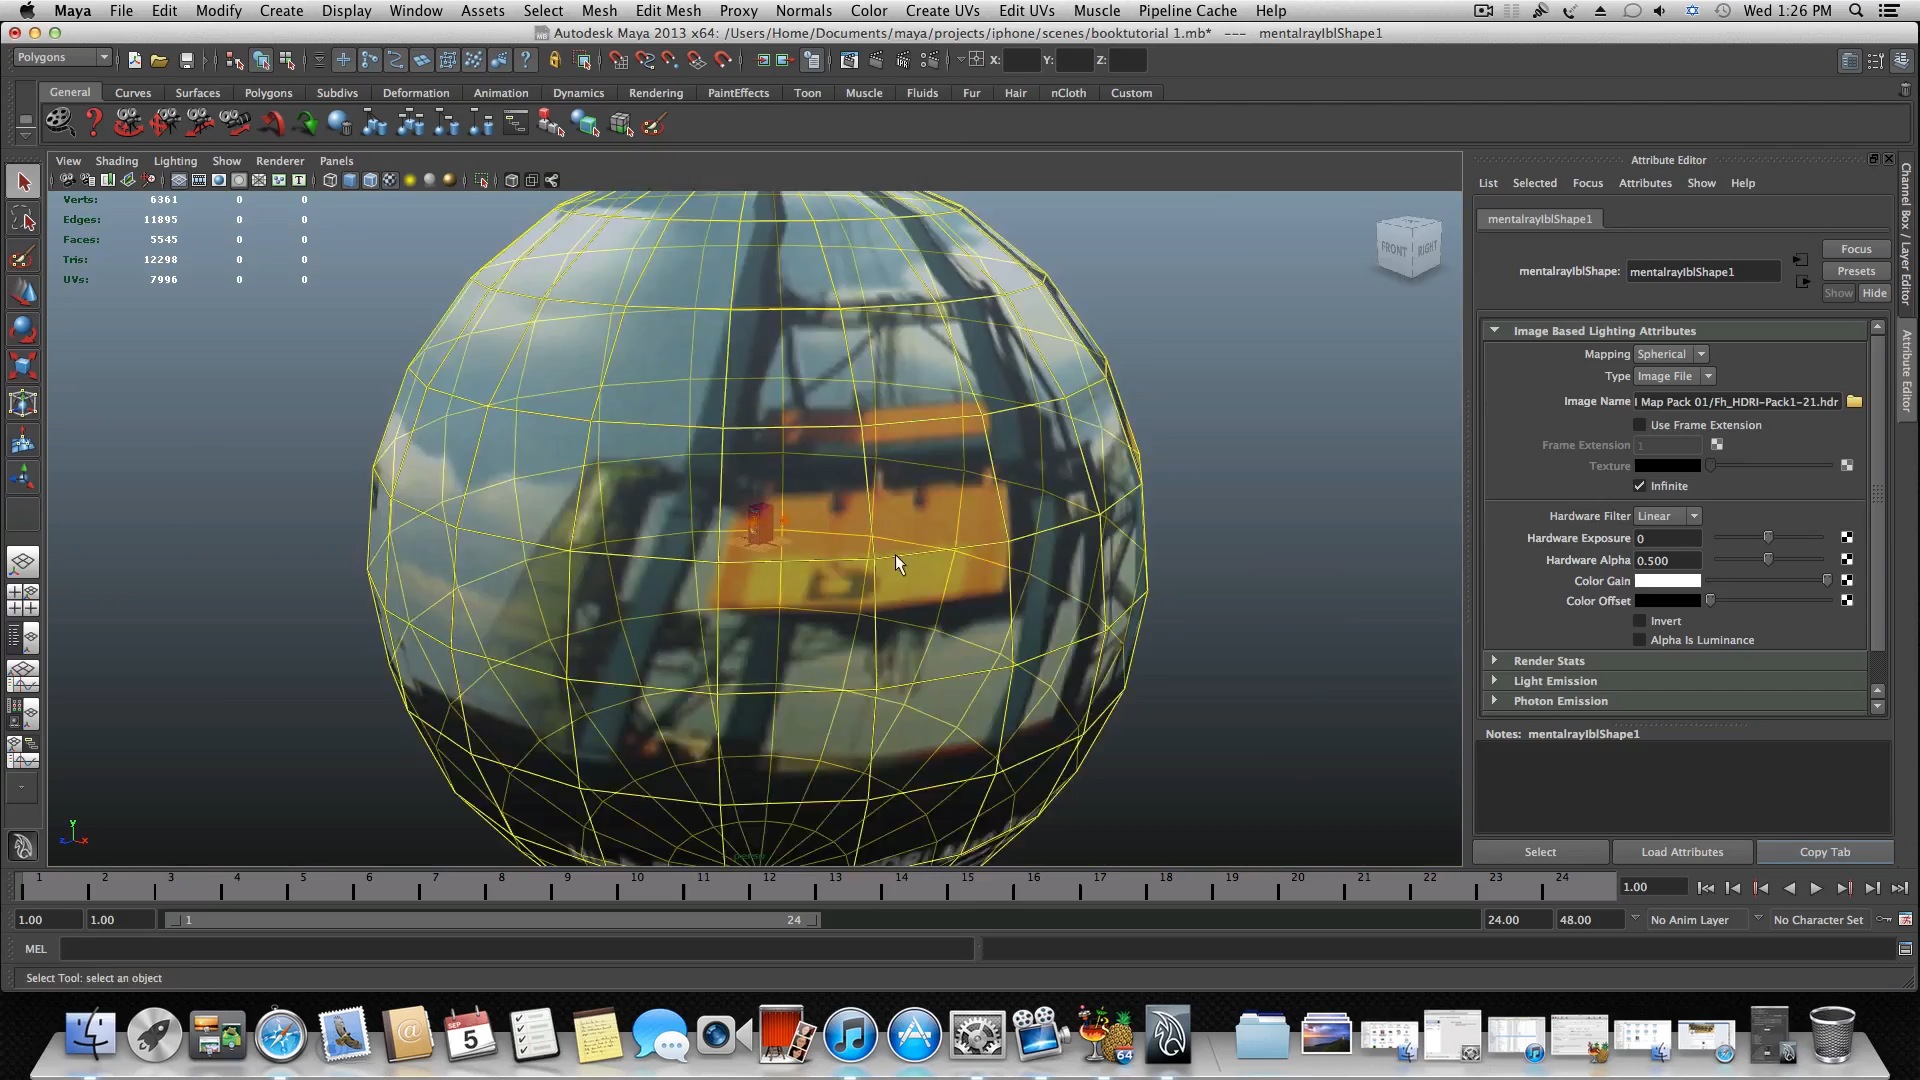 Maya File Edit Modify Create Display Window Assets Select Mesh Edit Mesh Proxy Normals Color Create UVs Edit UVs Muscle Pipeline Cache Help Wed 1:26 PM
Autodesk Maya 2013 x64: /Users/Home/Documents/maya/projects/iphone/scenes/booktutorial 1.mb* --- mentalrayIblShape1
Polygons X: Y: Z:
General Curves Surfaces Polygons Subdivs Deformation Animation Dynamics Rendering PaintEffects Toon Muscle Fluids Fur Hair nCloth Custom
View Shading Lighting Show Renderer Panels
Attribute Editor
List Selected Focus Attributes Show Help
Verts: 6361 0 0
Edges: 11895 0 0
Faces: 5545 0 0
Tris: 12298 0 0
UVs: 7996 0 0
FRONT RIGHT
mentalrayIblShape1
Focus
mentalrayIblShape: mentalrayIblShape1
Presets
Show Hide
Channel Box / Layer Editor
Attribute Editor
Image Based Lighting Attributes
Mapping Spherical
Type Image File
Image Name l Map Pack 01/Fh_HDRI-Pack1-21.hdr
Use Frame Extension
Frame Extension 1
Texture
Infinite
Hardware Filter Linear
Hardware Exposure 0
Hardware Alpha 0.500
Color Gain
Color Offset
Invert
Alpha Is Luminance
Render Stats
Light Emission
Photon Emission
Notes: mentalrayIblShape1
Select Load Attributes Copy Tab
y
z x
persp
1 2 3 4 5 6 7 8 9 10 11 12 13 14 15 16 17 18 19 20 21 22 23 24 1.00
1.00 1.00 1 24 24.00 48.00 No Anim Layer No Character Set
MEL
Select Tool: select an object
SEP
5
64